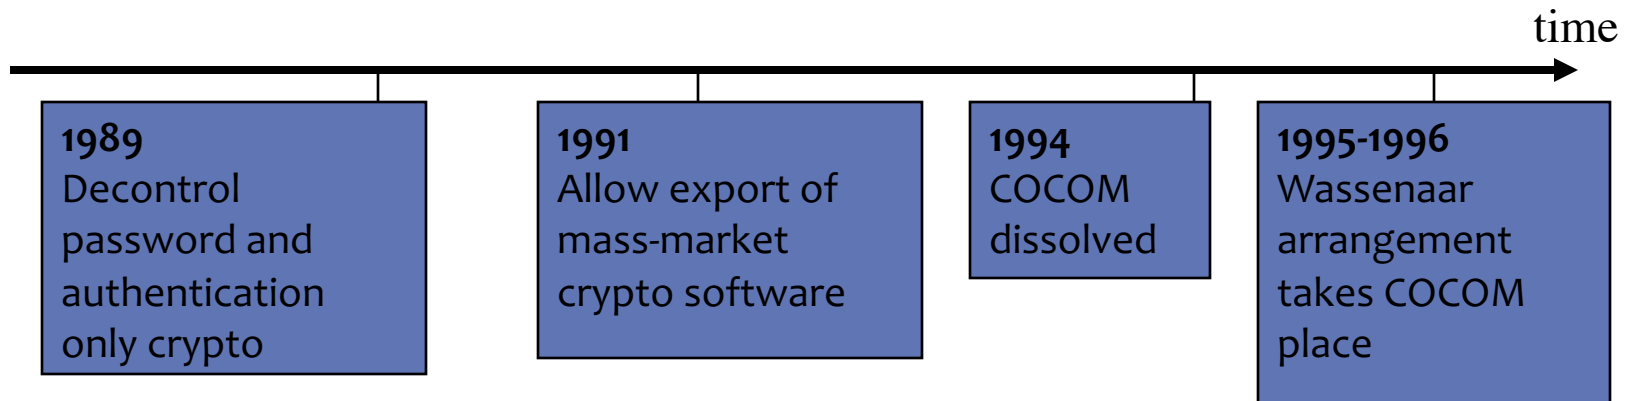 time
1989
Decontrol
password and
authentication
only crypto
1991
Allow export of
mass-market
crypto software
1994
COCOM
dissolved
1995-1996
Wassenaar
arrangement
takes COCOM
place